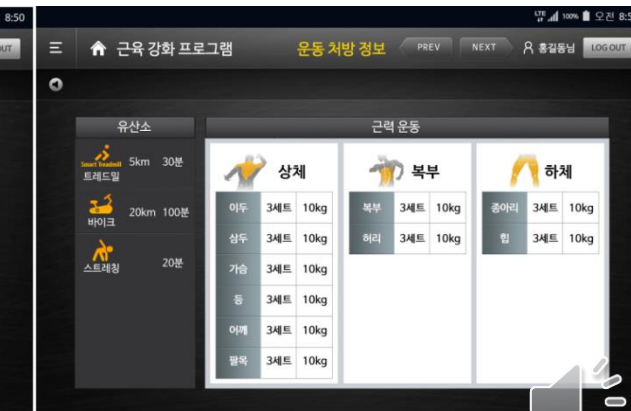 8:50
LTE 100% 오전 8:5
OUT
근육 강화 프로그램 운동 처방 정보 PREV NEXT 홍길동님 LOG OUT
유산소
Smart Treadmill
트레드밀 5km 30분
바이크 20km 100분
스트레칭 20분
근력 운동
상체
이두 3세트 10kg
삼두 3세트 10kg
가슴 3세트 10kg
등 3세트 10kg
어깨 3세트 10kg
팔목 3세트 10kg
복부
복부 3세트 10kg
허리 3세트 10kg
하체
종아리 3세트 10kg
힙 3세트 10kg